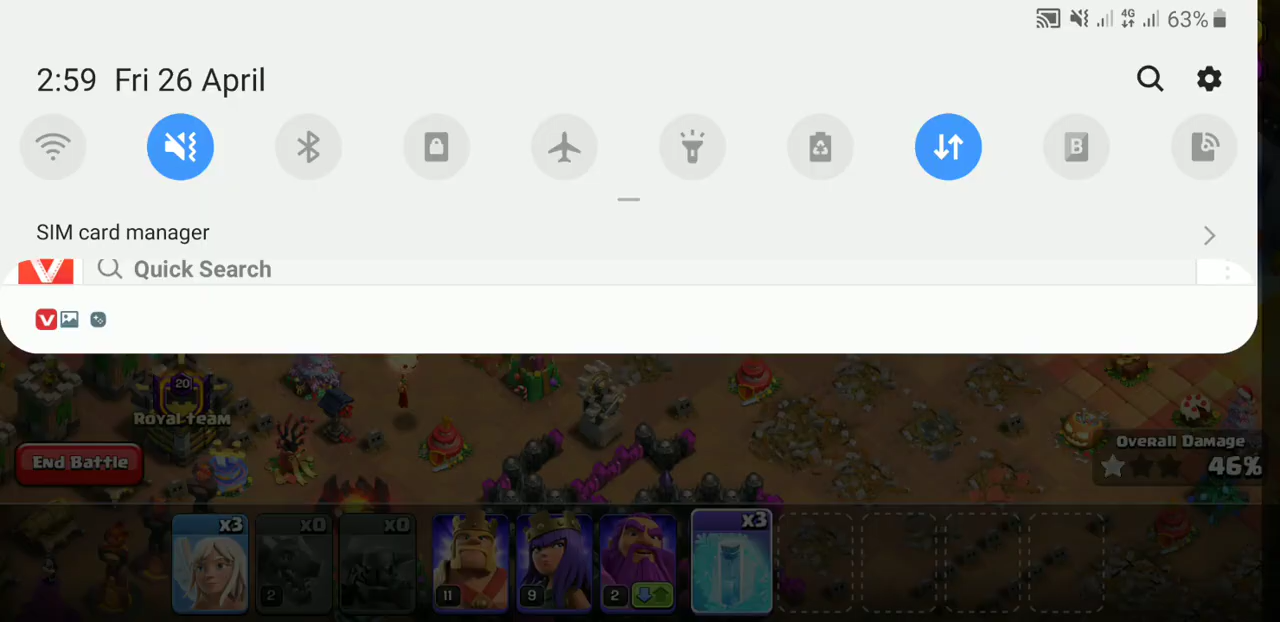 4G 63%
2:59 Fri 26 April
B
SIM card manager
Quick Search
20
Royal team
End Battle
Overall Damage
46%
x3 x0 x0 x3
2 11 9 2